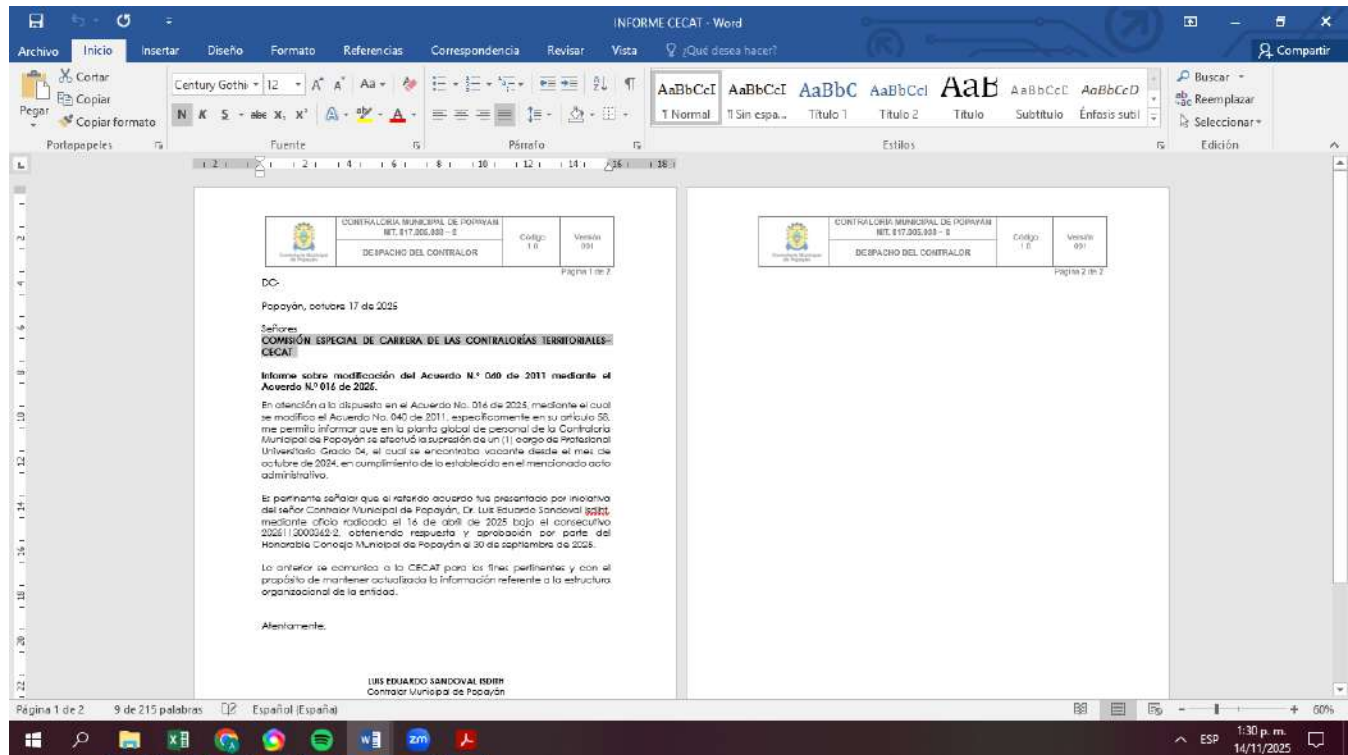 INFORME CECAT - Word
Archivo Inicio Insertar Diseño Formato Referencias Correspondencia Revisar Vista ¿Qué desea hacer? Compartir
Pegar
Cortar
Copiar
Copiar formato
Portapapeles
Century Gothi 12
N K S abc X₂ X²
Fuente
Párrafo
AaBbCcI AaBbCcI AaBbC AaBbCcI AaB AaBbCcD AaBbCcD
¶ Normal ¶ Sin espa... Título 1 Título 2 Título Subtítulo Énfasis sutil
Estilos
Buscar
Reemplazar
Seleccionar
Edición
CONTRALORÍA MUNICIPAL DE POPAYÁN
DESPACHO DEL CONTRALOR
Código
1.0
Versión
001
Página 1 de 2
DC-
Popayán, octubre 17 de 2025
Señores
COMISIÓN ESPECIAL DE CARRERA DE LAS CONTRALORÍAS TERRITORIALES–
CECAT
Informe sobre modificación del Acuerdo N.º 040 de 2011 mediante el
Acuerdo N.º 016 de 2025.
En atención a lo dispuesto en el Acuerdo No. 016 de 2025, mediante el cual
se modifica el Acuerdo No. 040 de 2011, específicamente en su artículo 58,
me permito informar que en la planta global de personal de la Contraloría
Municipal de Popayán se efectuó la supresión de un (1) cargo de Profesional
Universitario Grado 04, el cual se encontraba vacante desde el mes de
octubre de 2024, en cumplimiento de lo establecido en el mencionado acto
administrativo.
Es pertinente señalar que el referido acuerdo fue presentado por iniciativa
del señor Contralor Municipal de Popayán, Dr. Luis Eduardo Sandoval Isdith,
mediante oficio radicado el 16 de abril de 2025 bajo el consecutivo
2025113000362-2, obteniendo respuesta y aprobación por parte del
Honorable Concejo Municipal de Popayán el 30 de septiembre de 2025.
Lo anterior se comunica a la CECAT para los fines pertinentes y con el
propósito de mantener actualizada la información referente a la estructura
organizacional de la entidad.
Atentamente,
LUIS EDUARDO SANDOVAL ISDITH
Contralor Municipal de Popayán
CONTRALORÍA MUNICIPAL DE POPAYÁN
DESPACHO DEL CONTRALOR
Código
1.0
Versión
001
Página 2 de 2
Página 1 de 2 9 de 215 palabras Español (España) 60%
ESP
1:30 p. m.
14/11/2025